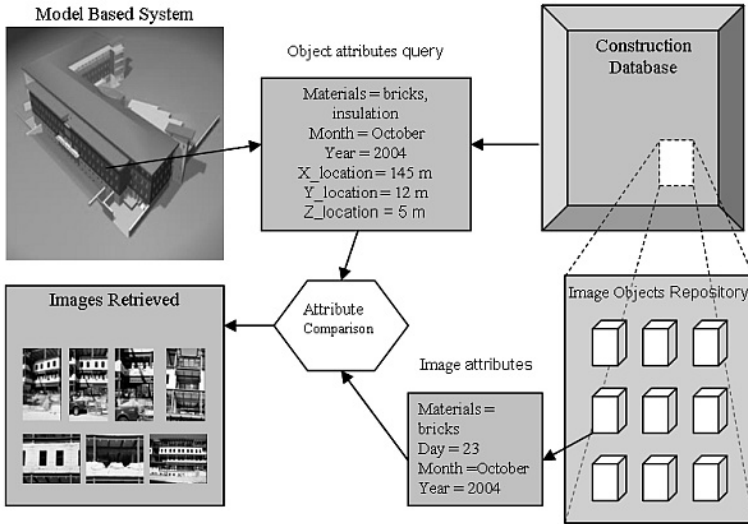 Model Based System
Object attributes query
Materials = bricks,
insulation
Month = October
Year = 2004
X_location = 145 m
Y_location = 12 m
Z_location = 5 m
Construction
Database
Images Retrieved
Attribute
Comparison
Image attributes
Materials =
bricks
Day = 23
Month =October
Year = 2004
Image Objects Repository